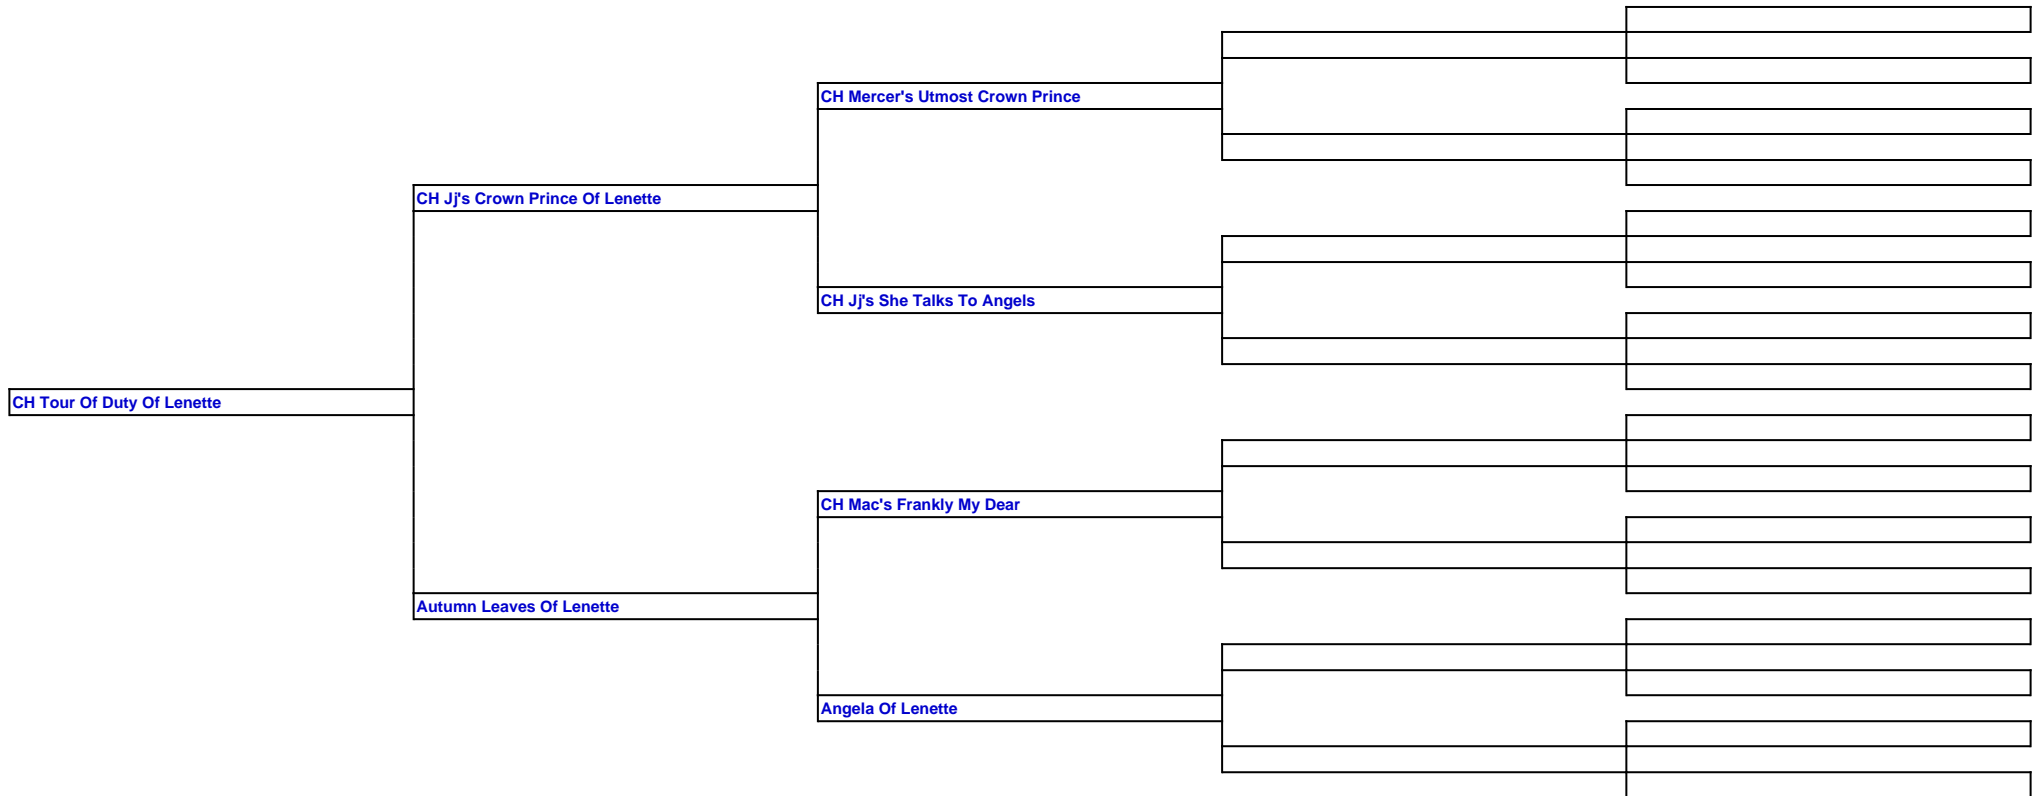 CH Mercer's Utmost Crown Prince
CH Jj's Crown Prince Of Lenette
CH Jj's She Talks To Angels
CH Tour Of Duty Of Lenette
CH Mac's Frankly My Dear
Autumn Leaves Of Lenette
Angela Of Lenette